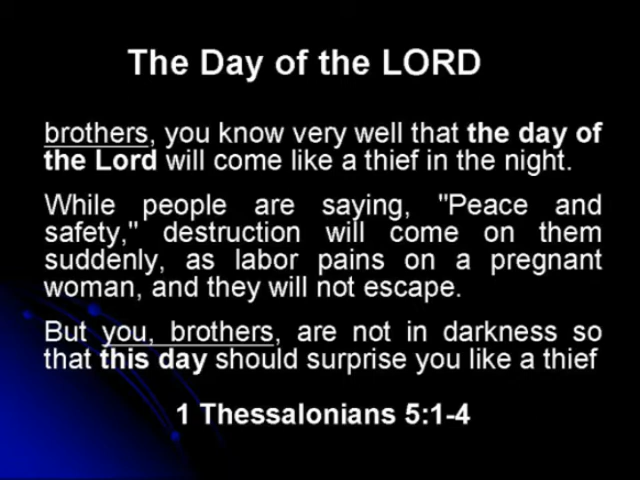 The Day of the LORD
brothers, you know very well that the day of
the Lord will come like a thief in the night.
While people are saying, "Peace and
safety," destruction will come on them
suddenly, as labor pains on a pregnant
woman, and they will not escape.
But you, brothers, are not in darkness so
that this day should surprise you like a thief
1 Thessalonians 5:1-4